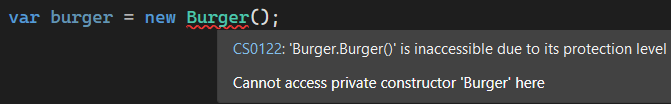 var burger = new Burger();
CS0122: 'Burger.Burger()' is inaccessible due to its protection level
Cannot access private constructor 'Burger' here